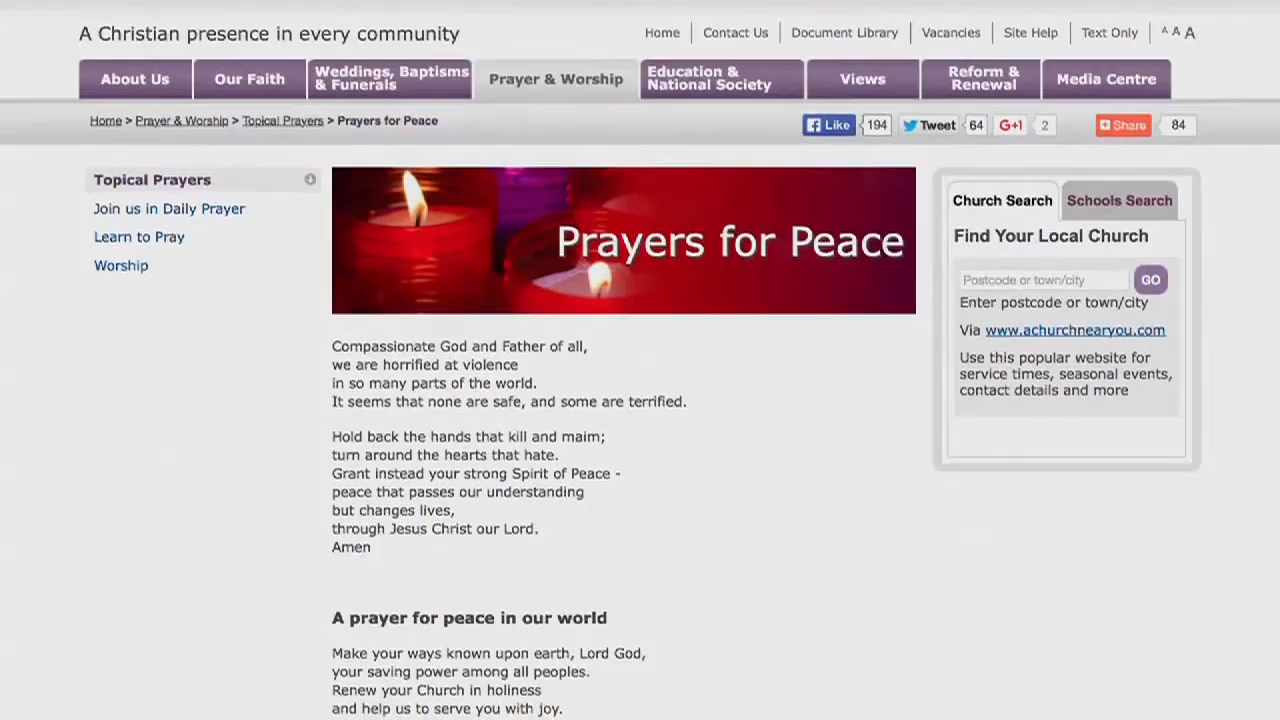 A Christian presence in every community
Home
Contact Us
Document Library
Vacancies
Site Help
Text Only
A A A
About Us
Our Faith
Weddings, Baptisms
& Funerals
Prayer & Worship
Education &
National Society
Views
Reform &
Renewal
Media Centre
Home > Prayer & Worship > Topical Prayers > Prayers for Peace
Like 194
Tweet 64
G+1 2
Share 84
Topical Prayers
Join us in Daily Prayer
Learn to Pray
Worship
Prayers for Peace
Compassionate God and Father of all,
we are horrified at violence
in so many parts of the world.
It seems that none are safe, and some are terrified.
Hold back the hands that kill and maim;
turn around the hearts that hate.
Grant instead your strong Spirit of Peace -
peace that passes our understanding
but changes lives,
through Jesus Christ our Lord.
Amen
A prayer for peace in our world
Make your ways known upon earth, Lord God,
your saving power among all peoples.
Renew your Church in holiness
and help us to serve you with joy.
Church Search
Schools Search
Find Your Local Church
Postcode or town/city
GO
Enter postcode or town/city
Via www.achurchnearyou.com
Use this popular website for
service times, seasonal events,
contact details and more